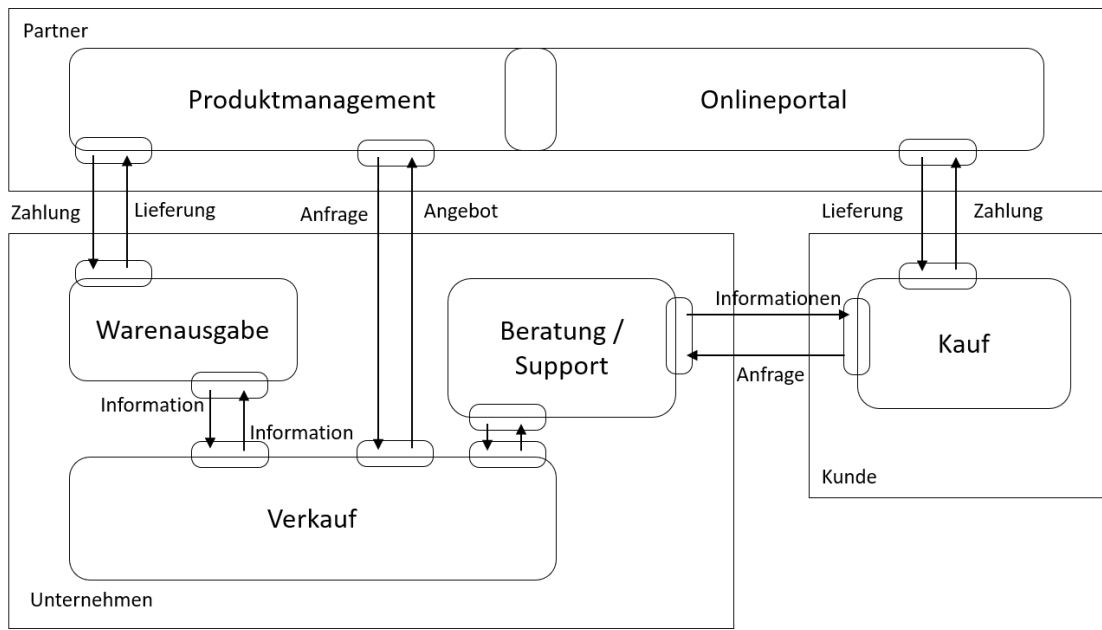 Partner
Produktmanagement
Onlineportal
Zahlung
Lieferung
Anfrage
Angebot
Lieferung
Zahlung
Warenausgabe
Beratung /
Support
Informationen
Anfrage
Kauf
Information
Information
Verkauf
Kunde
Unternehmen